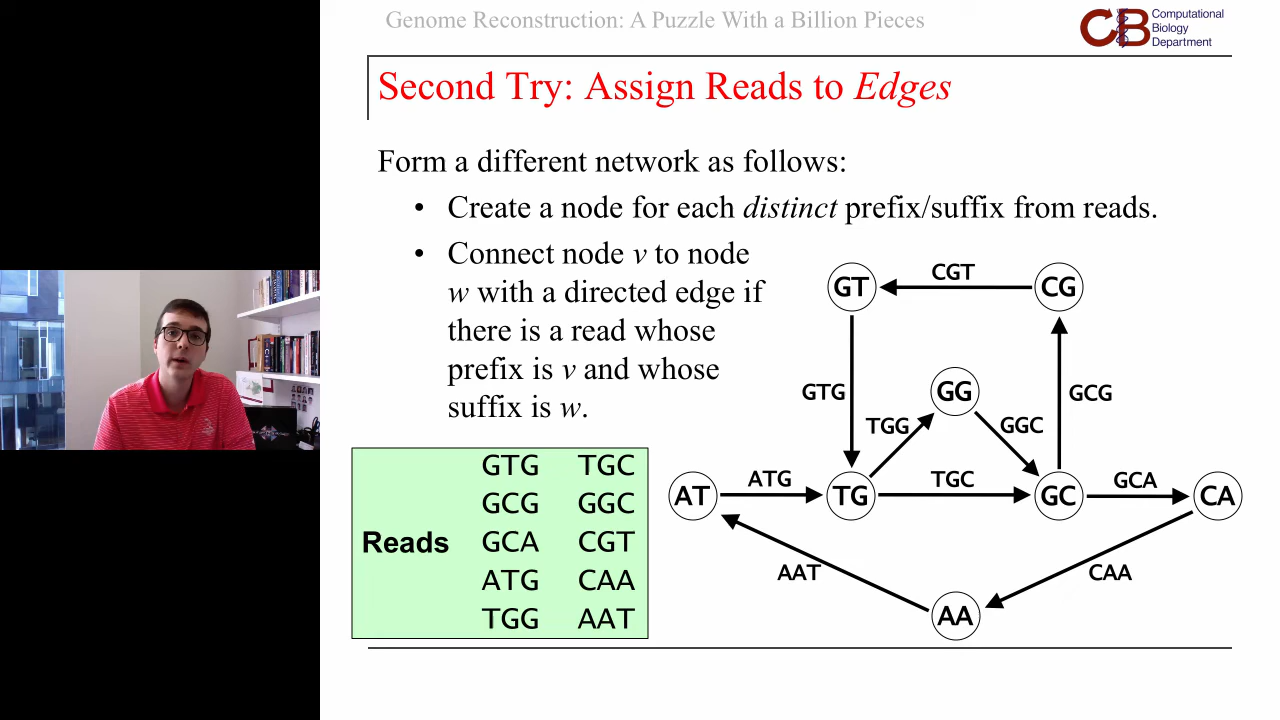 Genome Reconstruction: A Puzzle With a Billion Pieces
CB
Computational
Biology
Department
Second Try: Assign Reads to Edges
Form a different network as follows:
• Create a node for each distinct prefix/suffix from reads.
• Connect node v to node
w with a directed edge if
there is a read whose
prefix is v and whose
suffix is w.
Reads
GTG TGC
GCG GGC
GCA CGT
ATG CAA
TGG AAT
GT CGT CG
GTG GG GCG
TGG GGC
AT ATG TG TGC GC GCA CA
AAT CAA
AA